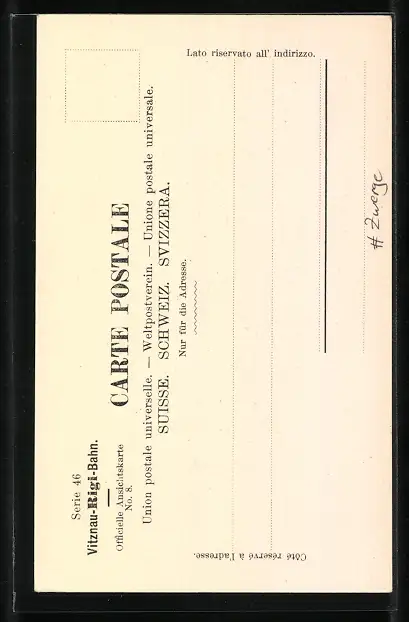 Serie 46
Vitznau-Rigi-Bahn.
Officielle Ansichtskarte
No. 8.
CARTE POSTALE
Union postale universelle. — Weltpostverein. — Unione postale universale.
SUISSE. SCHWEIZ. SVIZZERA.
Nur für die Adresse.
Côté réservé à l'adresse.
Lato riservato all' indirizzo.
# Zwerge